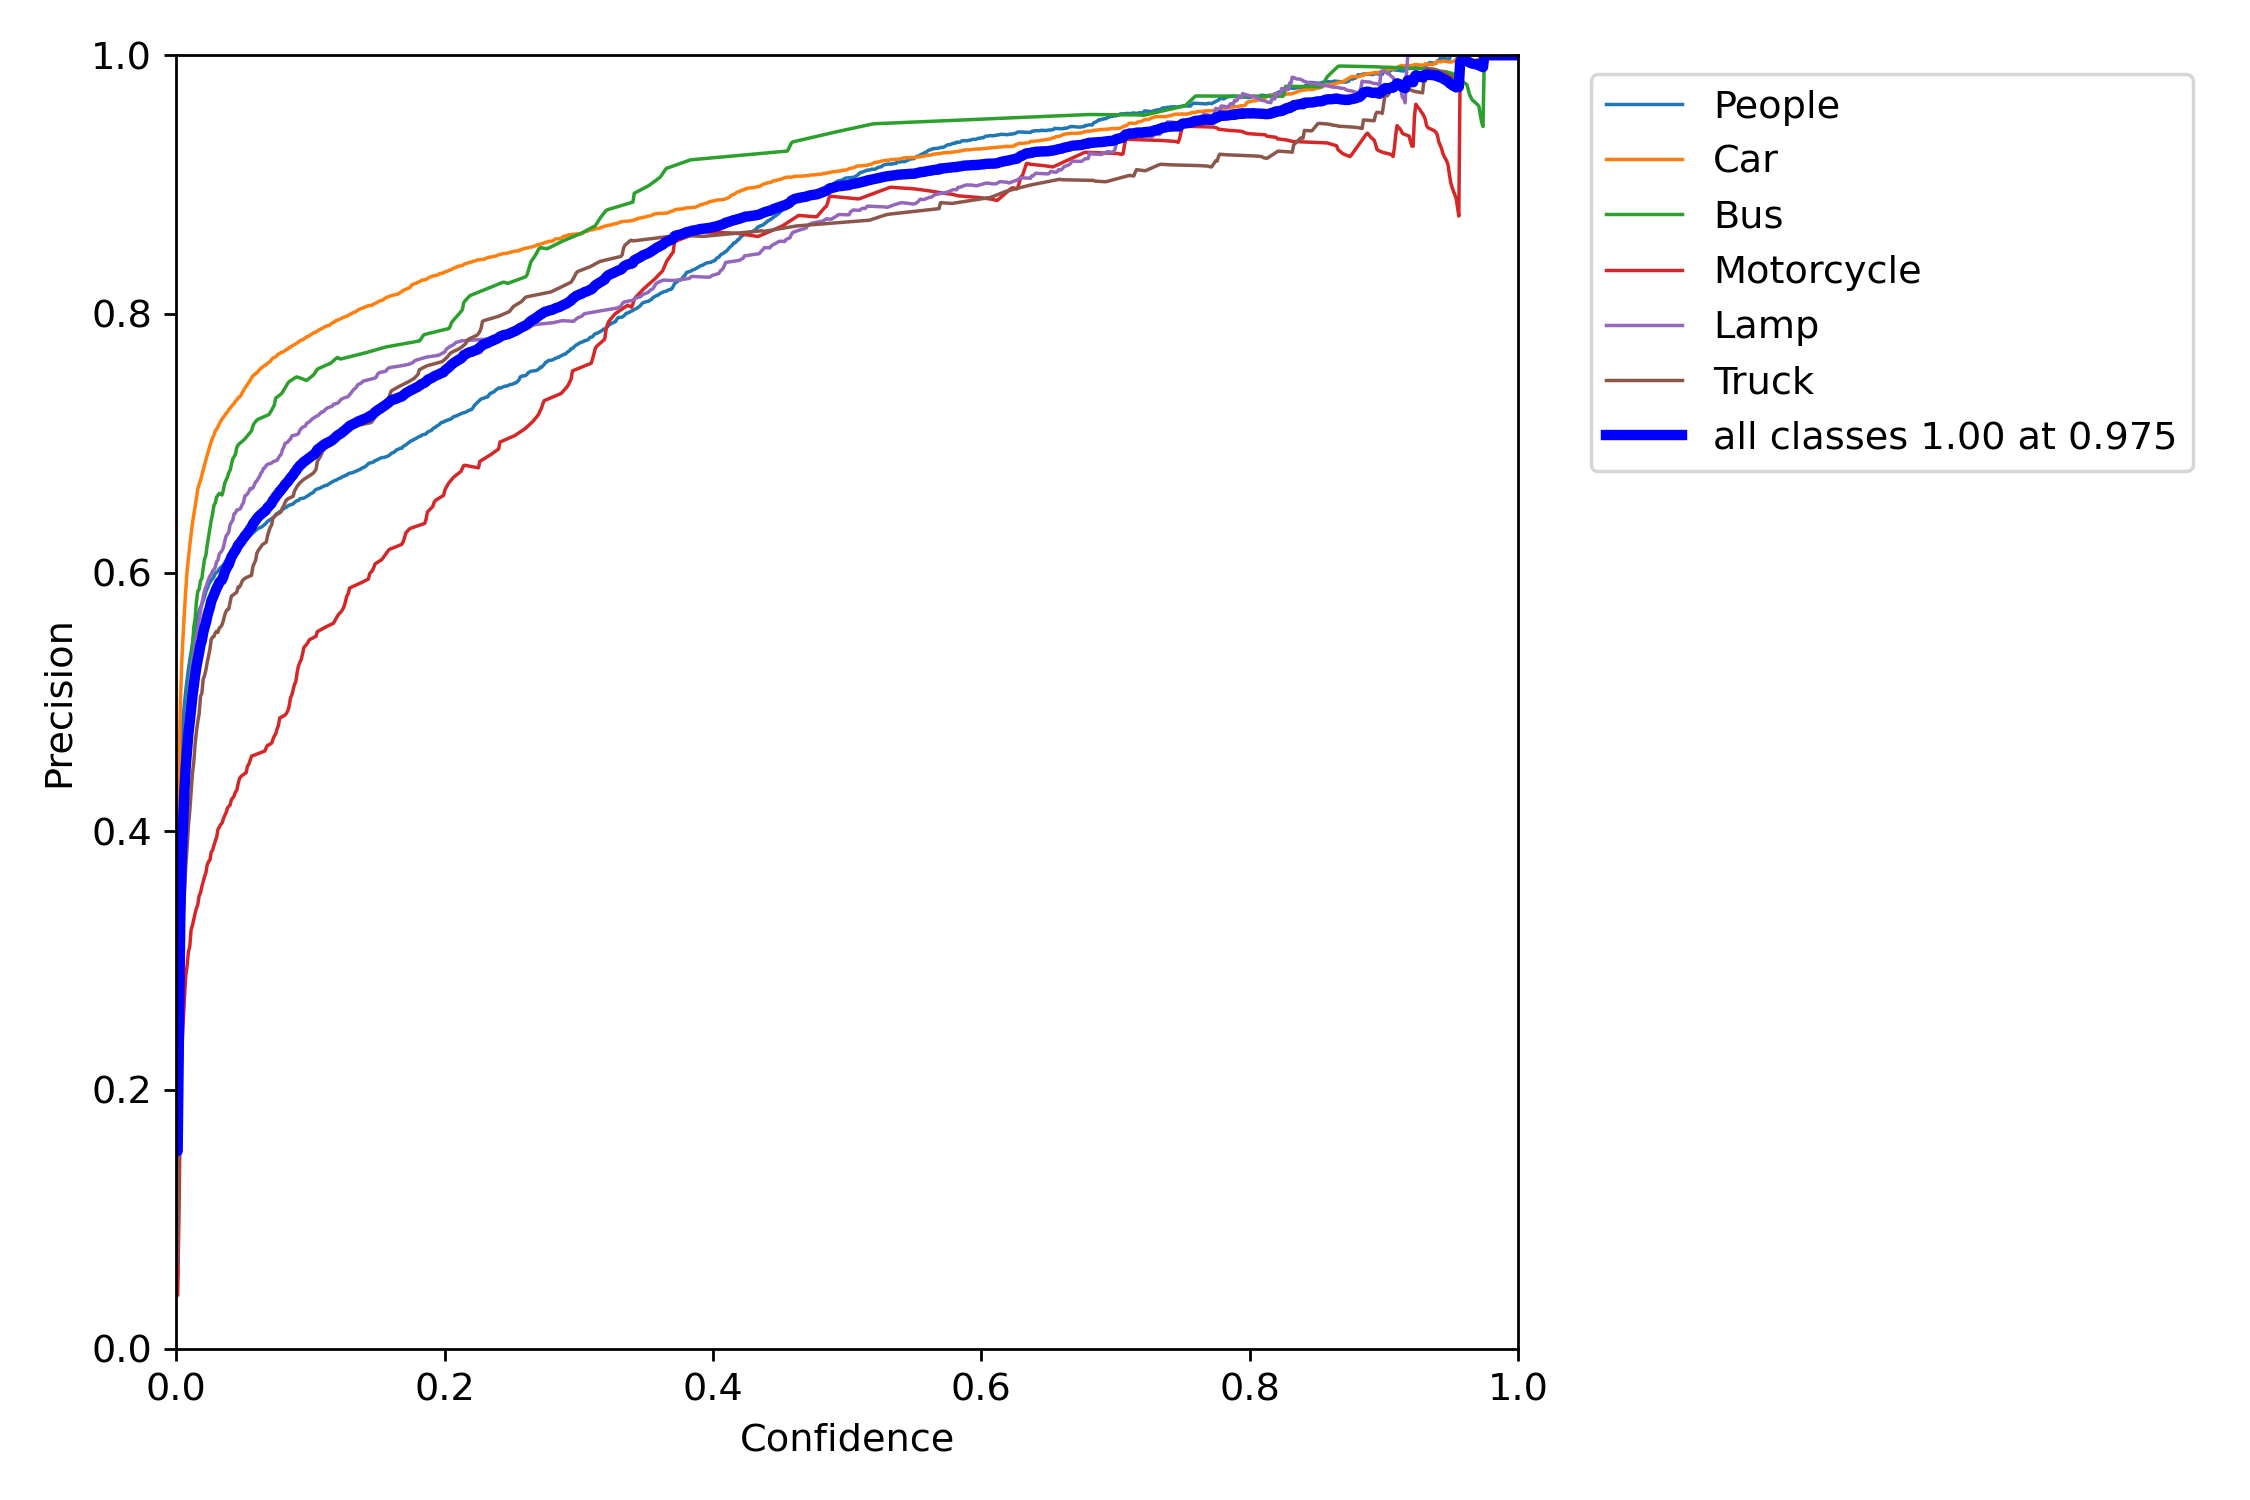 1.0
0.8
0.6
0.4
0.2
0.0
0.0 0.2 0.4 0.6 0.8 1.0
Precision
Confidence
People
Car
Bus
Motorcycle
Lamp
Truck
all classes 1.00 at 0.975